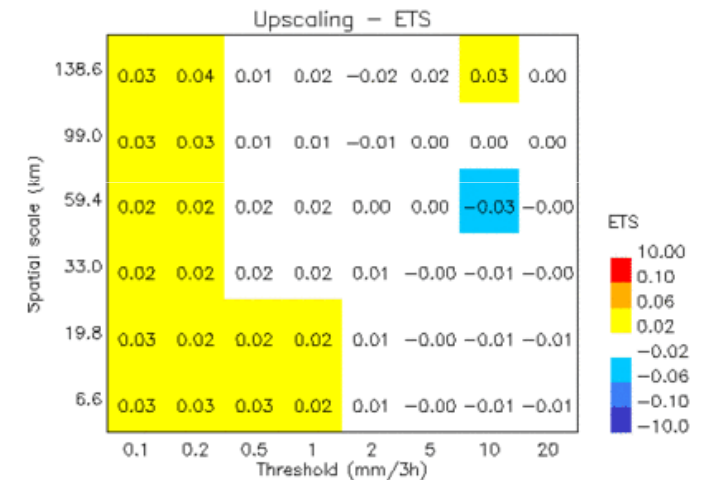 Upscaling − ETS
138.6 0.03 0.04 0.01 0.02 −0.02 0.02 0.03 0.00
99.0 0.03 0.03 0.01 0.01 −0.01 0.00 0.00 0.00
59.4 0.02 0.02 0.02 0.02 0.00 0.00 −0.03 −0.00
33.0 0.02 0.02 0.02 0.02 0.01 −0.00 −0.01 −0.00
19.8 0.03 0.02 0.02 0.02 0.01 −0.00 −0.01 −0.01
6.6 0.03 0.03 0.03 0.02 0.01 −0.00 −0.01 −0.01
0.1 0.2 0.5 1 2 5 10 20
Threshold (mm/3h)
Spatial scale (km)
ETS
10.00
0.10
0.06
0.02
−0.02
−0.06
−0.10
−10.0